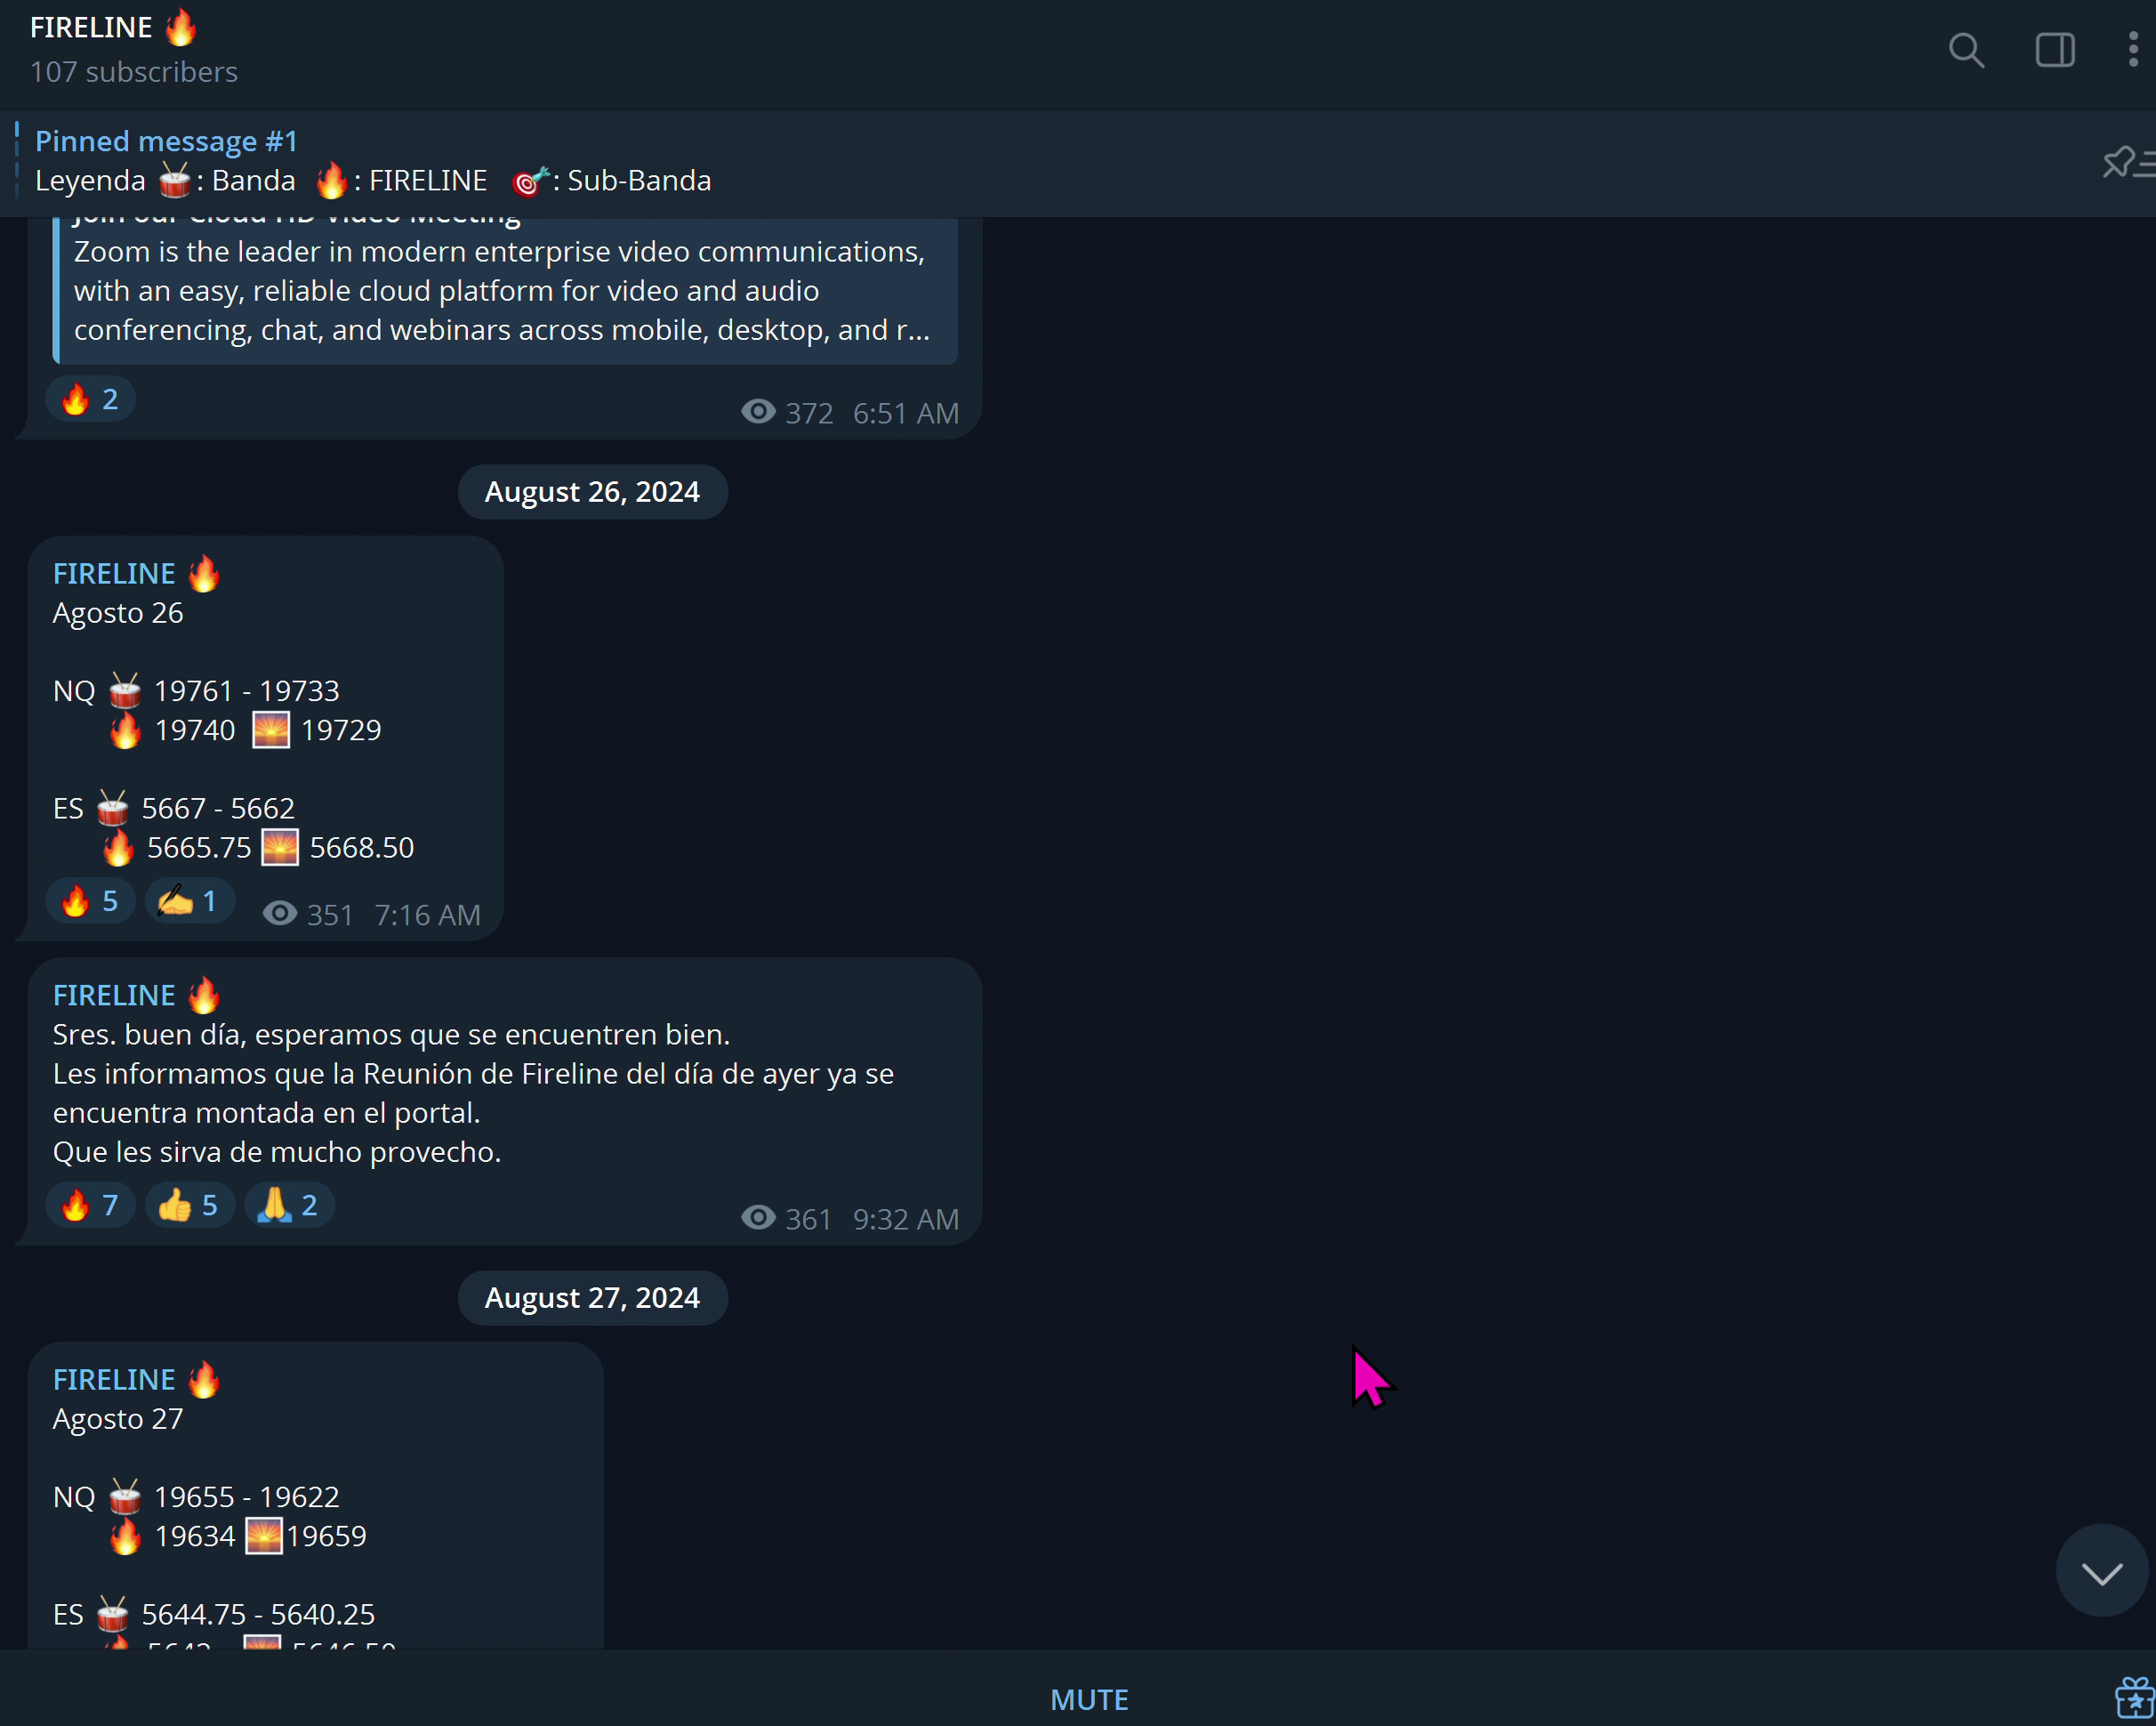 FIRELINE 🔥
107 subscribers
Pinned message #1
Leyenda 🥁: Banda 🔥: FIRELINE 🎯: Sub-Banda
Join our Cloud HD Video Meeting
Zoom is the leader in modern enterprise video communications,
with an easy, reliable cloud platform for video and audio
conferencing, chat, and webinars across mobile, desktop, and r...
🔥 2 372 6:51 AM
August 26, 2024
FIRELINE 🔥
Agosto 26
NQ 🥁 19761 - 19733
🔥 19740 🌅 19729
ES 🥁 5667 - 5662
🔥 5665.75 🌅 5668.50
🔥 5 ✍ 1 351 7:16 AM
FIRELINE 🔥
Sres. buen día, esperamos que se encuentren bien.
Les informamos que la Reunión de Fireline del día de ayer ya se
encuentra montada en el portal.
Que les sirva de mucho provecho.
🔥 7 👍 5 🙏 2 361 9:32 AM
August 27, 2024
FIRELINE 🔥
Agosto 27
NQ 🥁 19655 - 19622
🔥 19634 🌅19659
ES 🥁 5644.75 - 5640.25
MUTE